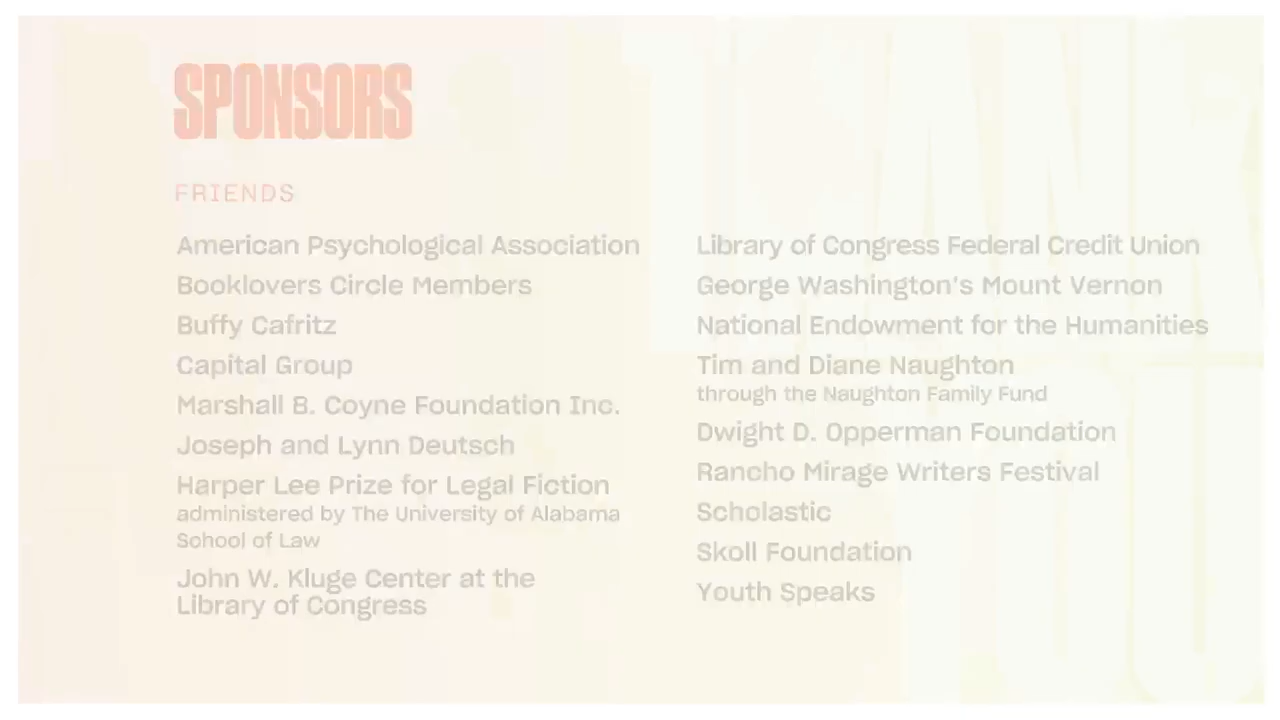 SPONSORS
FRIENDS
American Psychological Association
Booklovers Circle Members
Buffy Cafritz
Capital Group
Marshall B. Coyne Foundation Inc.
Joseph and Lynn Deutsch
Harper Lee Prize for Legal Fiction
administered by The University of Alabama
School of Law
John W. Kluge Center at the
Library of Congress
Library of Congress Federal Credit Union
George Washington's Mount Vernon
National Endowment for the Humanities
Tim and Diane Naughton
through the Naughton Family Fund
Dwight D. Opperman Foundation
Rancho Mirage Writers Festival
Scholastic
Skoll Foundation
Youth Speaks